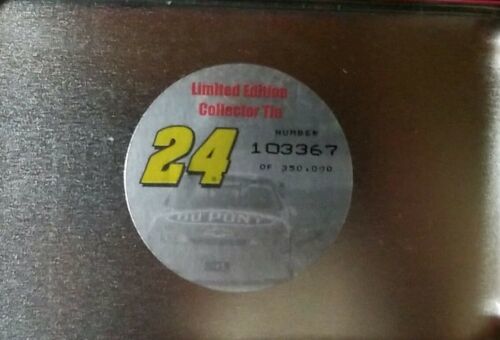 Limited Edition
Collector Tin
24
NUMBER
103367
OF 350,000
DUPONT